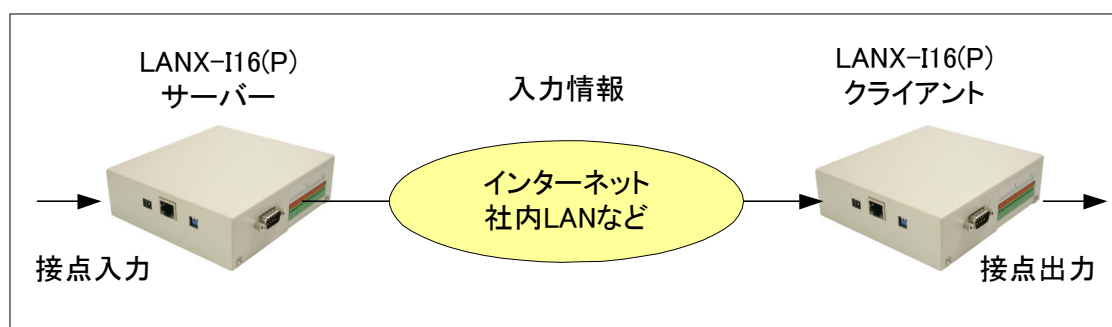 LANX-I16(P)
サーバー
入力情報
LANX-I16(P)
クライアント
インターネット
社内LANなど
接点入力
接点出力